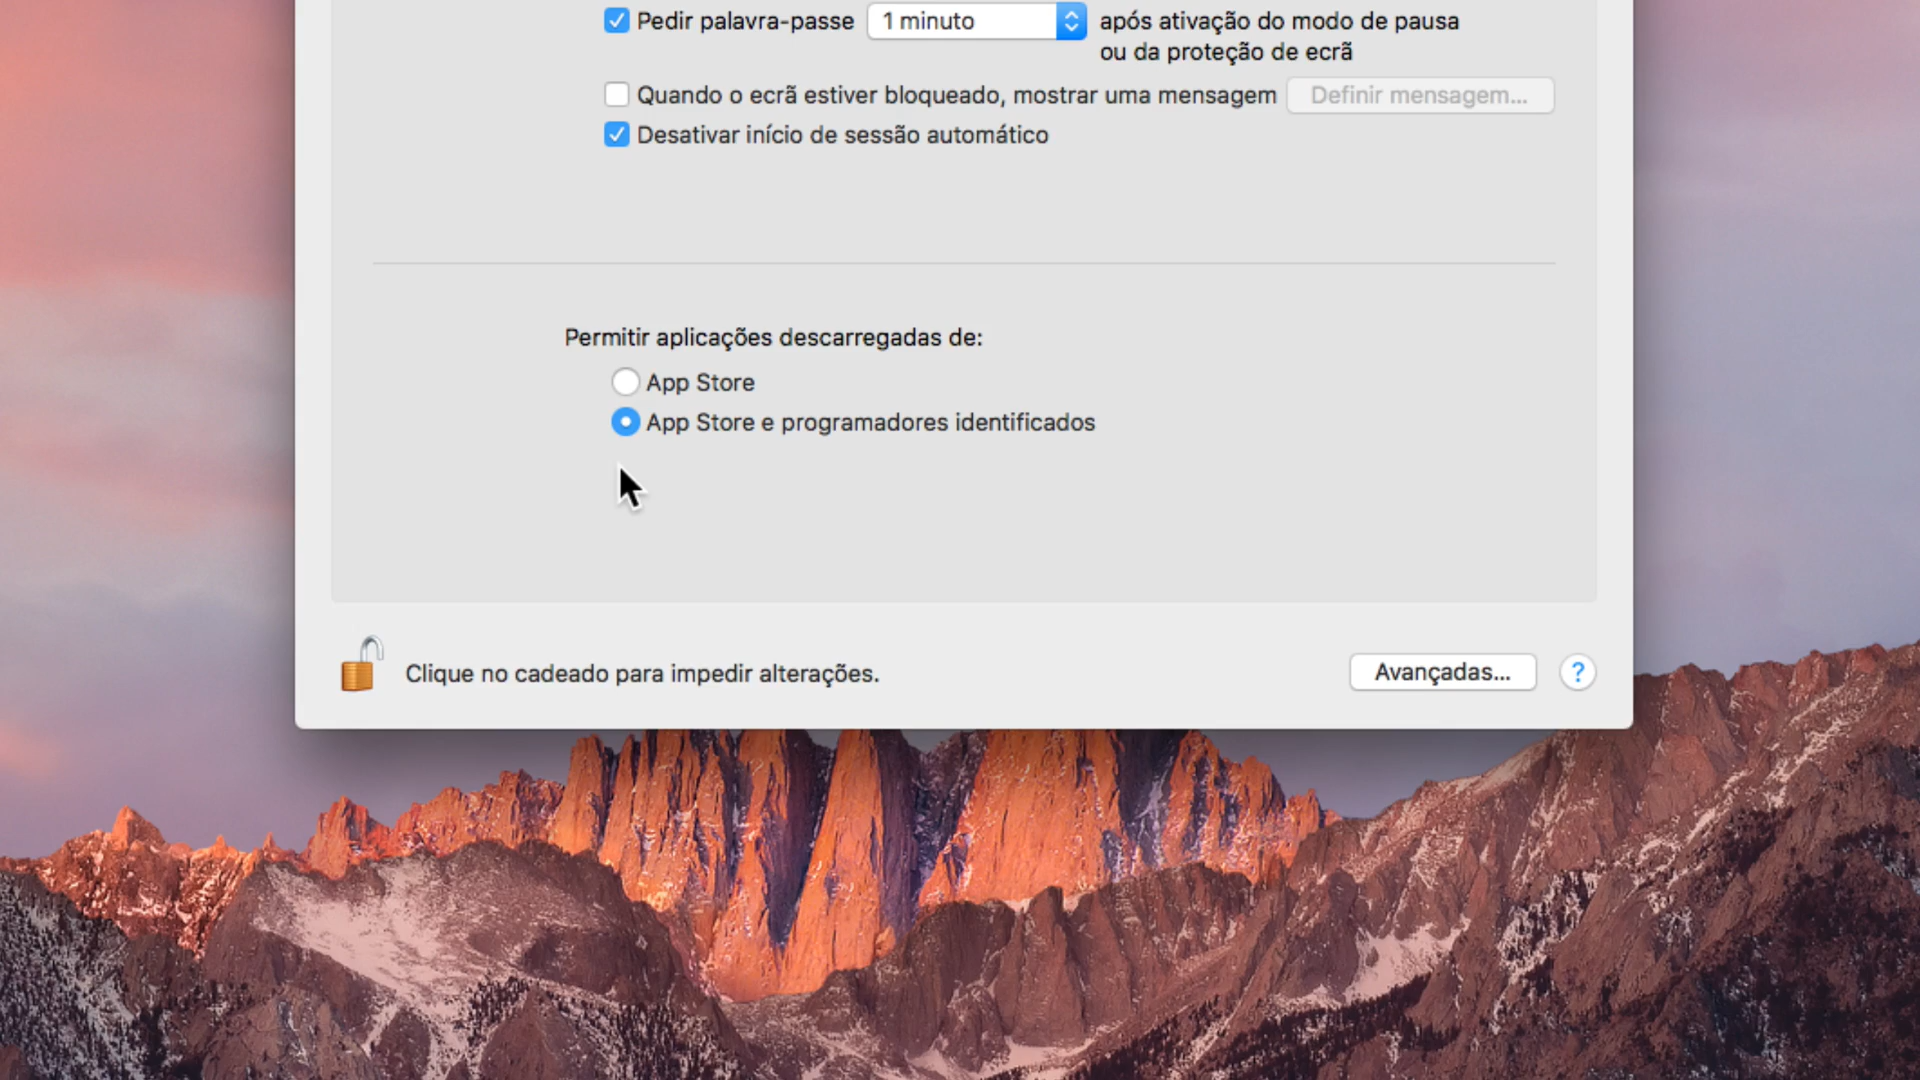 Pedir palavra-passe 1 minuto após ativação do modo de pausa
ou da proteção de ecrã
Quando o ecrã estiver bloqueado, mostrar uma mensagem Definir mensagem...
Desativar início de sessão automático
Permitir aplicações descarregadas de:
App Store
App Store e programadores identificados
Clique no cadeado para impedir alterações. Avançadas... ?